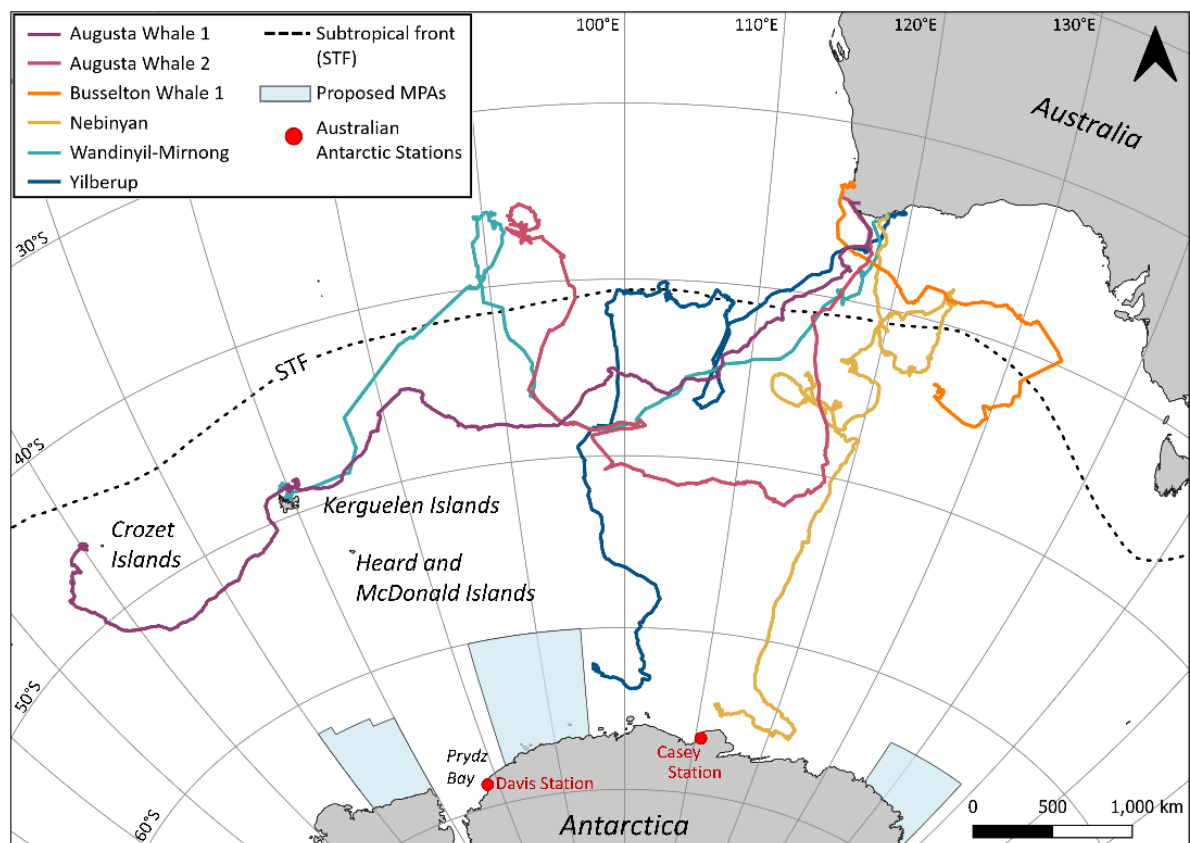 Augusta Whale 1
Augusta Whale 2
Busselton Whale 1
Nebinyan
Wandinyil-Mirnong
Yilberup
Subtropical front
(STF)
Proposed MPAs
Australian
Antarctic Stations
100°S
110°E
120°E
130°E
Australia
30°S
STF
40°S
Kerguelen Islands
Crozet
Islands
Heard and
McDonald Islands
50°S
Prydz
Bay
Davis Station
Casey
Station
60°S
Antarctica
0
500
1,000 km